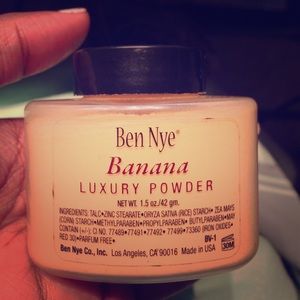 Ben Nye®
Banana
LUXURY POWDER
NET WT. 1.5 oz./42 gm.
INGREDIENTS: TALC•ZINC STEARATE•ORYZA SATIVA (RICE) STARCH• ZEA MAYS
(CORN) STARCH•METHYLPARABEN•PROPYLPARABEN• BUTYLPARABEN•MAY
CONTAIN (+/-): CI NO. 77489•77491•77492• 77499•73360 (IRON OXIDES•
RED 30)•PARFUM FREE•
BV-1
Ben Nye Co., Inc. Los Angeles, CA 90016 Made in USA
30M